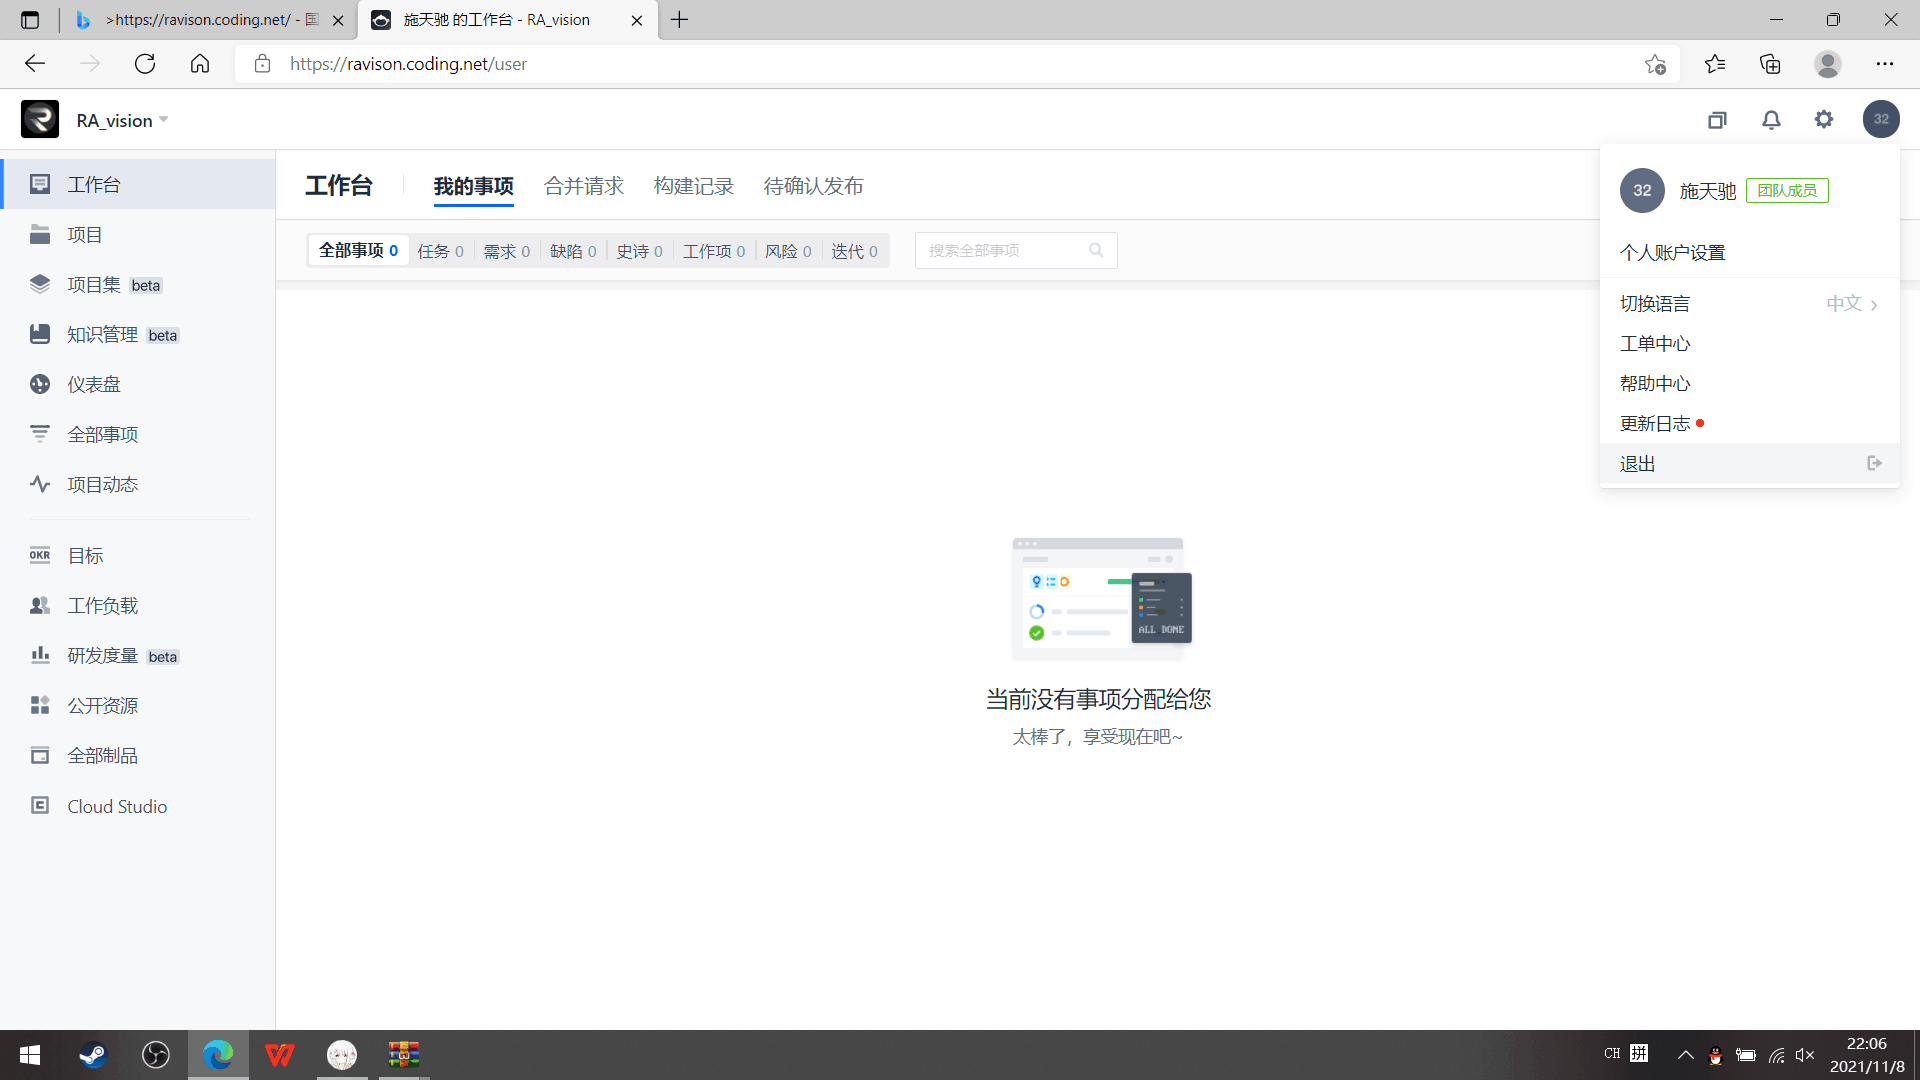 >https://ravison.coding.net/ - 国
施天驰 的工作台 - RA_vision
https://ravison.coding.net/user
RA_vision
32
工作台
项目
项目集 beta
知识管理 beta
仪表盘
全部事项
项目动态
OKR 目标
工作负载
研发度量 beta
公开资源
全部制品
Cloud Studio
工作台
我的事项 合并请求 构建记录 待确认发布
全部事项 0 任务 0 需求 0 缺陷 0 史诗 0 工作项 0 风险 0 迭代 0
搜索全部事项
32 施天驰 团队成员
个人账户设置
切换语言 中文
工单中心
帮助中心
更新日志
退出
ALL DONE
当前没有事项分配给您
太棒了，享受现在吧~
CH 拼
22:06
2021/11/8